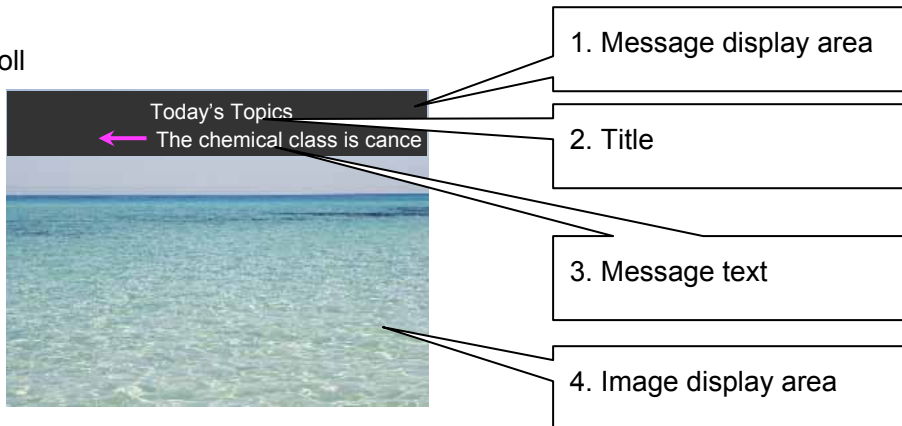 oll
1. Message display area
Today's Topics
The chemical class is cance
2. Title
3. Message text
4. Image display area